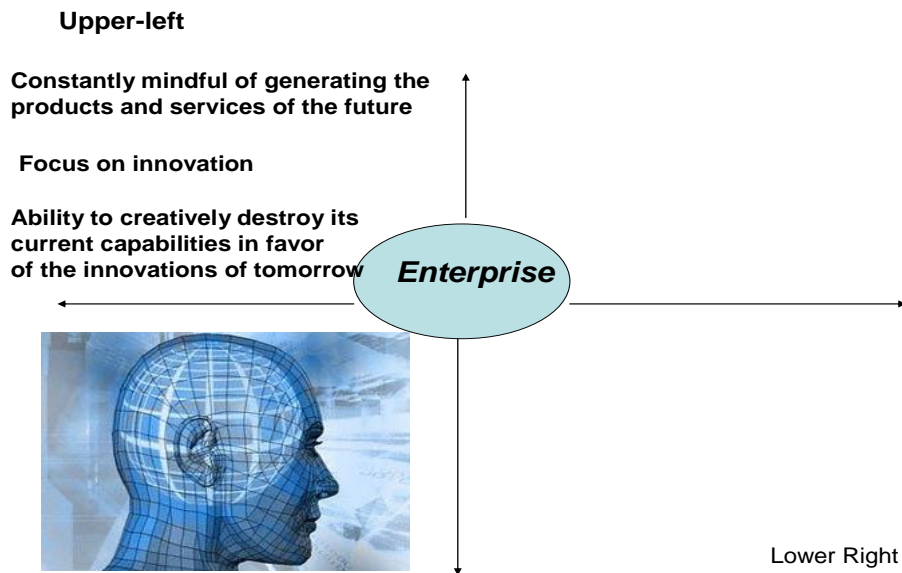 Upper-left
Constantly mindful of generating the
products and services of the future
Focus on innovation
Ability to creatively destroy its
current capabilities in favor
of the innovations of tomorrow
Enterprise
Lower Right